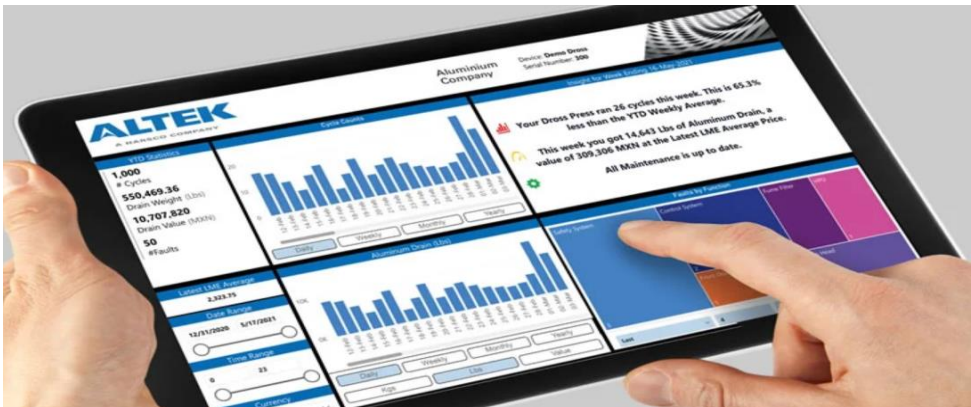 ALTEK
A HARSCO COMPANY
Aluminium
Company
Device: Demo Dross
Serial Number: 300
YTD Statistics
1,000
# Cycles
550,469.36
Drain Weight (Lbs)
10,707,820
Drain Value (MXN)
50
#Faults
Latest LME Average
2,323.75
Date Range
12/31/2020 5/17/2021
Time Range
0 23
Currency
Cycle Counts
20
10
0
Daily
Weekly
Monthly
Yearly
Aluminum Drain (Lbs)
10K
0K
Daily
Weekly
Monthly
Yearly
Kgs
Lbs
Value
Insight for Week Ending 16-May-2021
Your Dross Press ran 26 cycles this week. This is 65.3%
less than the YTD Weekly Average.
This week you got 14,643 Lbs of Aluminum Drain, a
value of 309,306 MXN at the Latest LME Average Price.
All Maintenance is up to date.
Faults by Function
Safety System
Control System
Fume Filter
Last